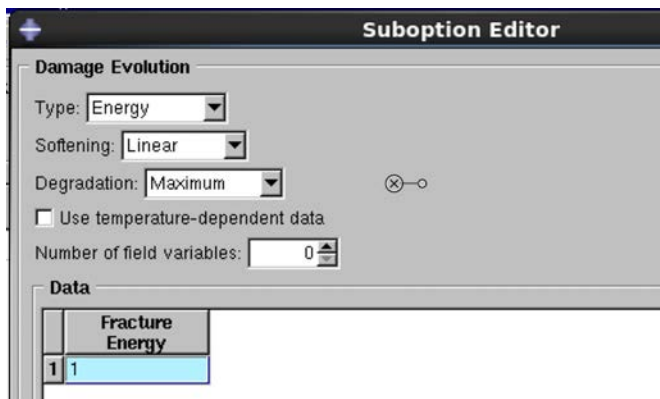 Suboption Editor
Damage Evolution
Type: Energy
Softening: Linear
Degradation: Maximum
Use temperature-dependent data
Number of field variables: 0
Data
Fracture
Energy
1 1